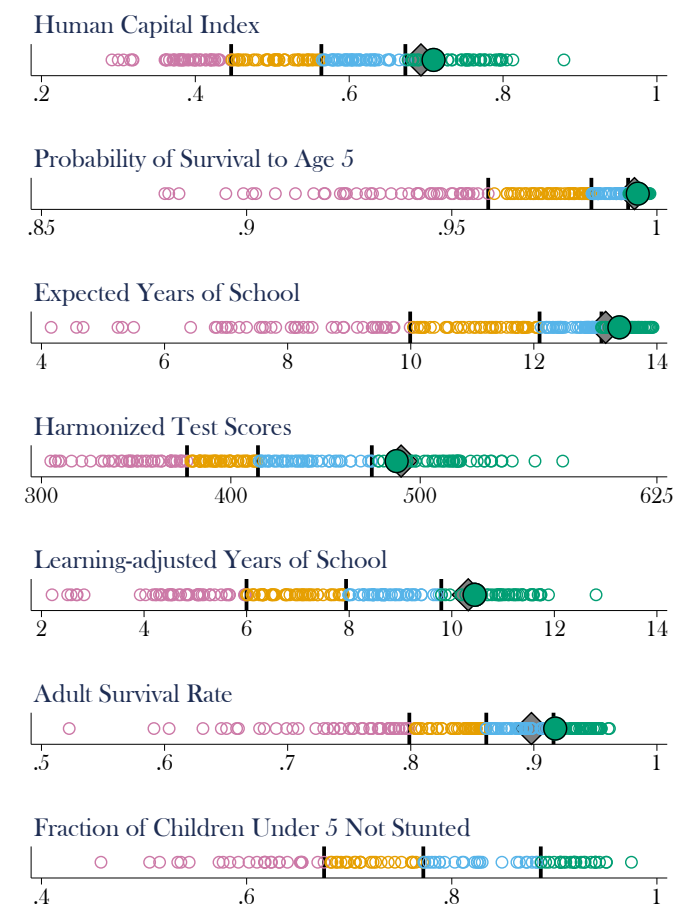 Human Capital Index
.2 .4 .6 .8 1
Probability of Survival to Age 5
.85 .9 .95 1
Expected Years of School
4 6 8 10 12 14
Harmonized Test Scores
300 400 500 625
Learning-adjusted Years of School
2 4 6 8 10 12 14
Adult Survival Rate
.5 .6 .7 .8 .9 1
Fraction of Children Under 5 Not Stunted
.4 .6 .8 1